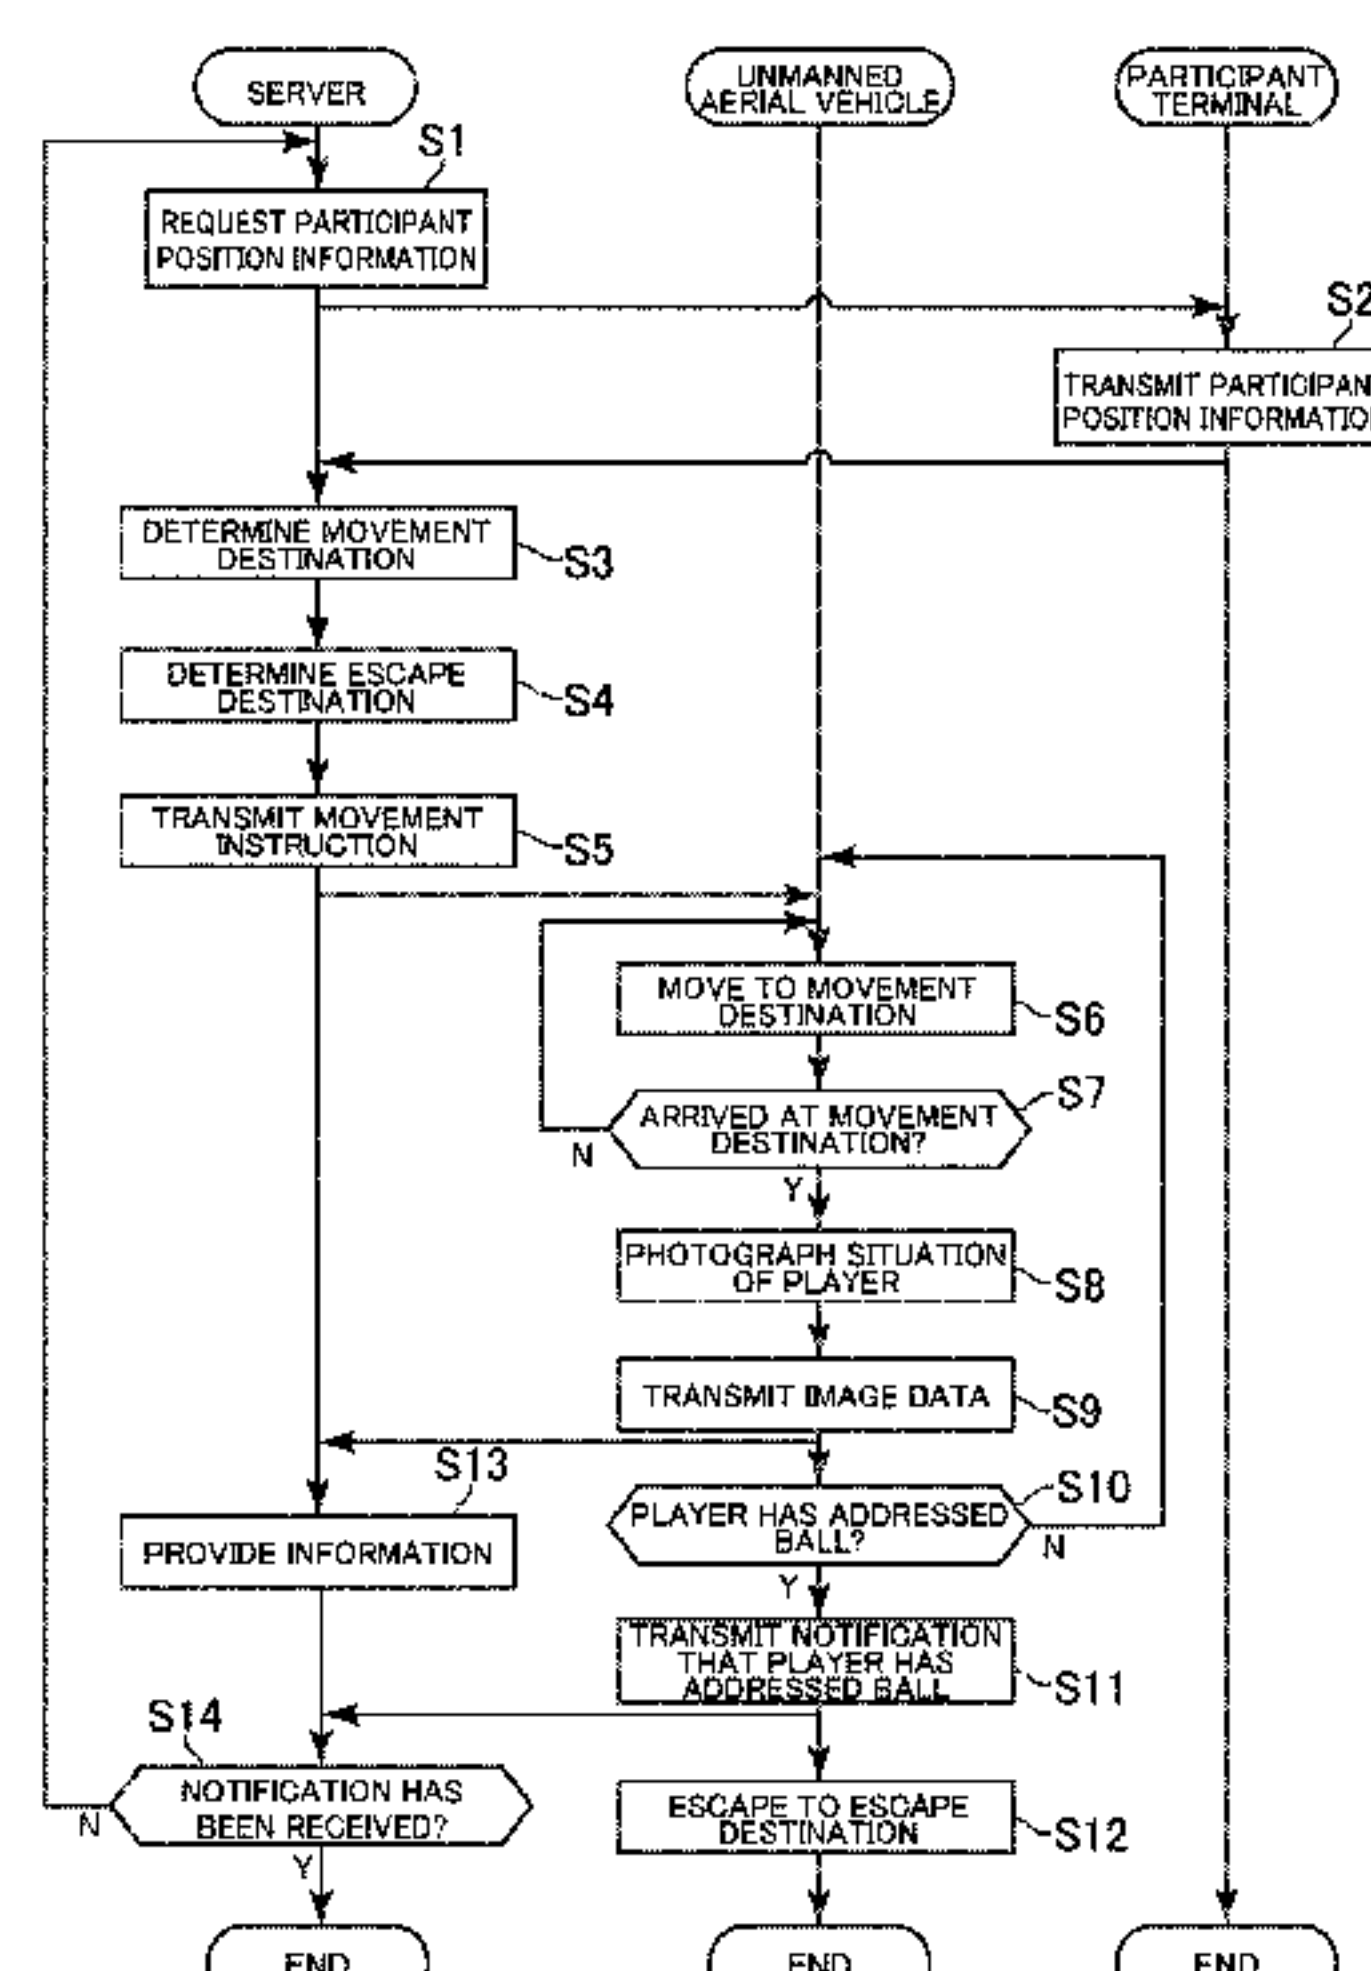 SERVER
UNMANNED
AERIAL VEHICLE
PARTICIPANT
TERMINAL
S1
REQUEST PARTICIPANT
POSITION INFORMATION
S2
TRANSMIT PARTICIPAN
POSITION INFORMATIO
DETERMINE MOVEMENT
DESTINATION
S3
DETERMINE ESCAPE
DESTINATION
S4
TRANSMIT MOVEMENT
INSTRUCTION
S5
MOVE TO MOVEMENT
DESTINATION
S6
S7
ARRIVED AT MOVEMENT
DESTINATION?
N
Y
PHOTOGRAPH SITUATION
OF PLAYER
S8
TRANSMIT IMAGE DATA
S9
S13
PROVIDE INFORMATION
S10
PLAYER HAS ADDRESSED
BALL?
N
Y
TRANSMIT NOTIFICATION
THAT PLAYER HAS
ADDRESSED BALL
S11
S14
NOTIFICATION HAS
BEEN RECEIVED?
N
Y
ESCAPE TO ESCAPE
DESTINATION
S12
END
END
END